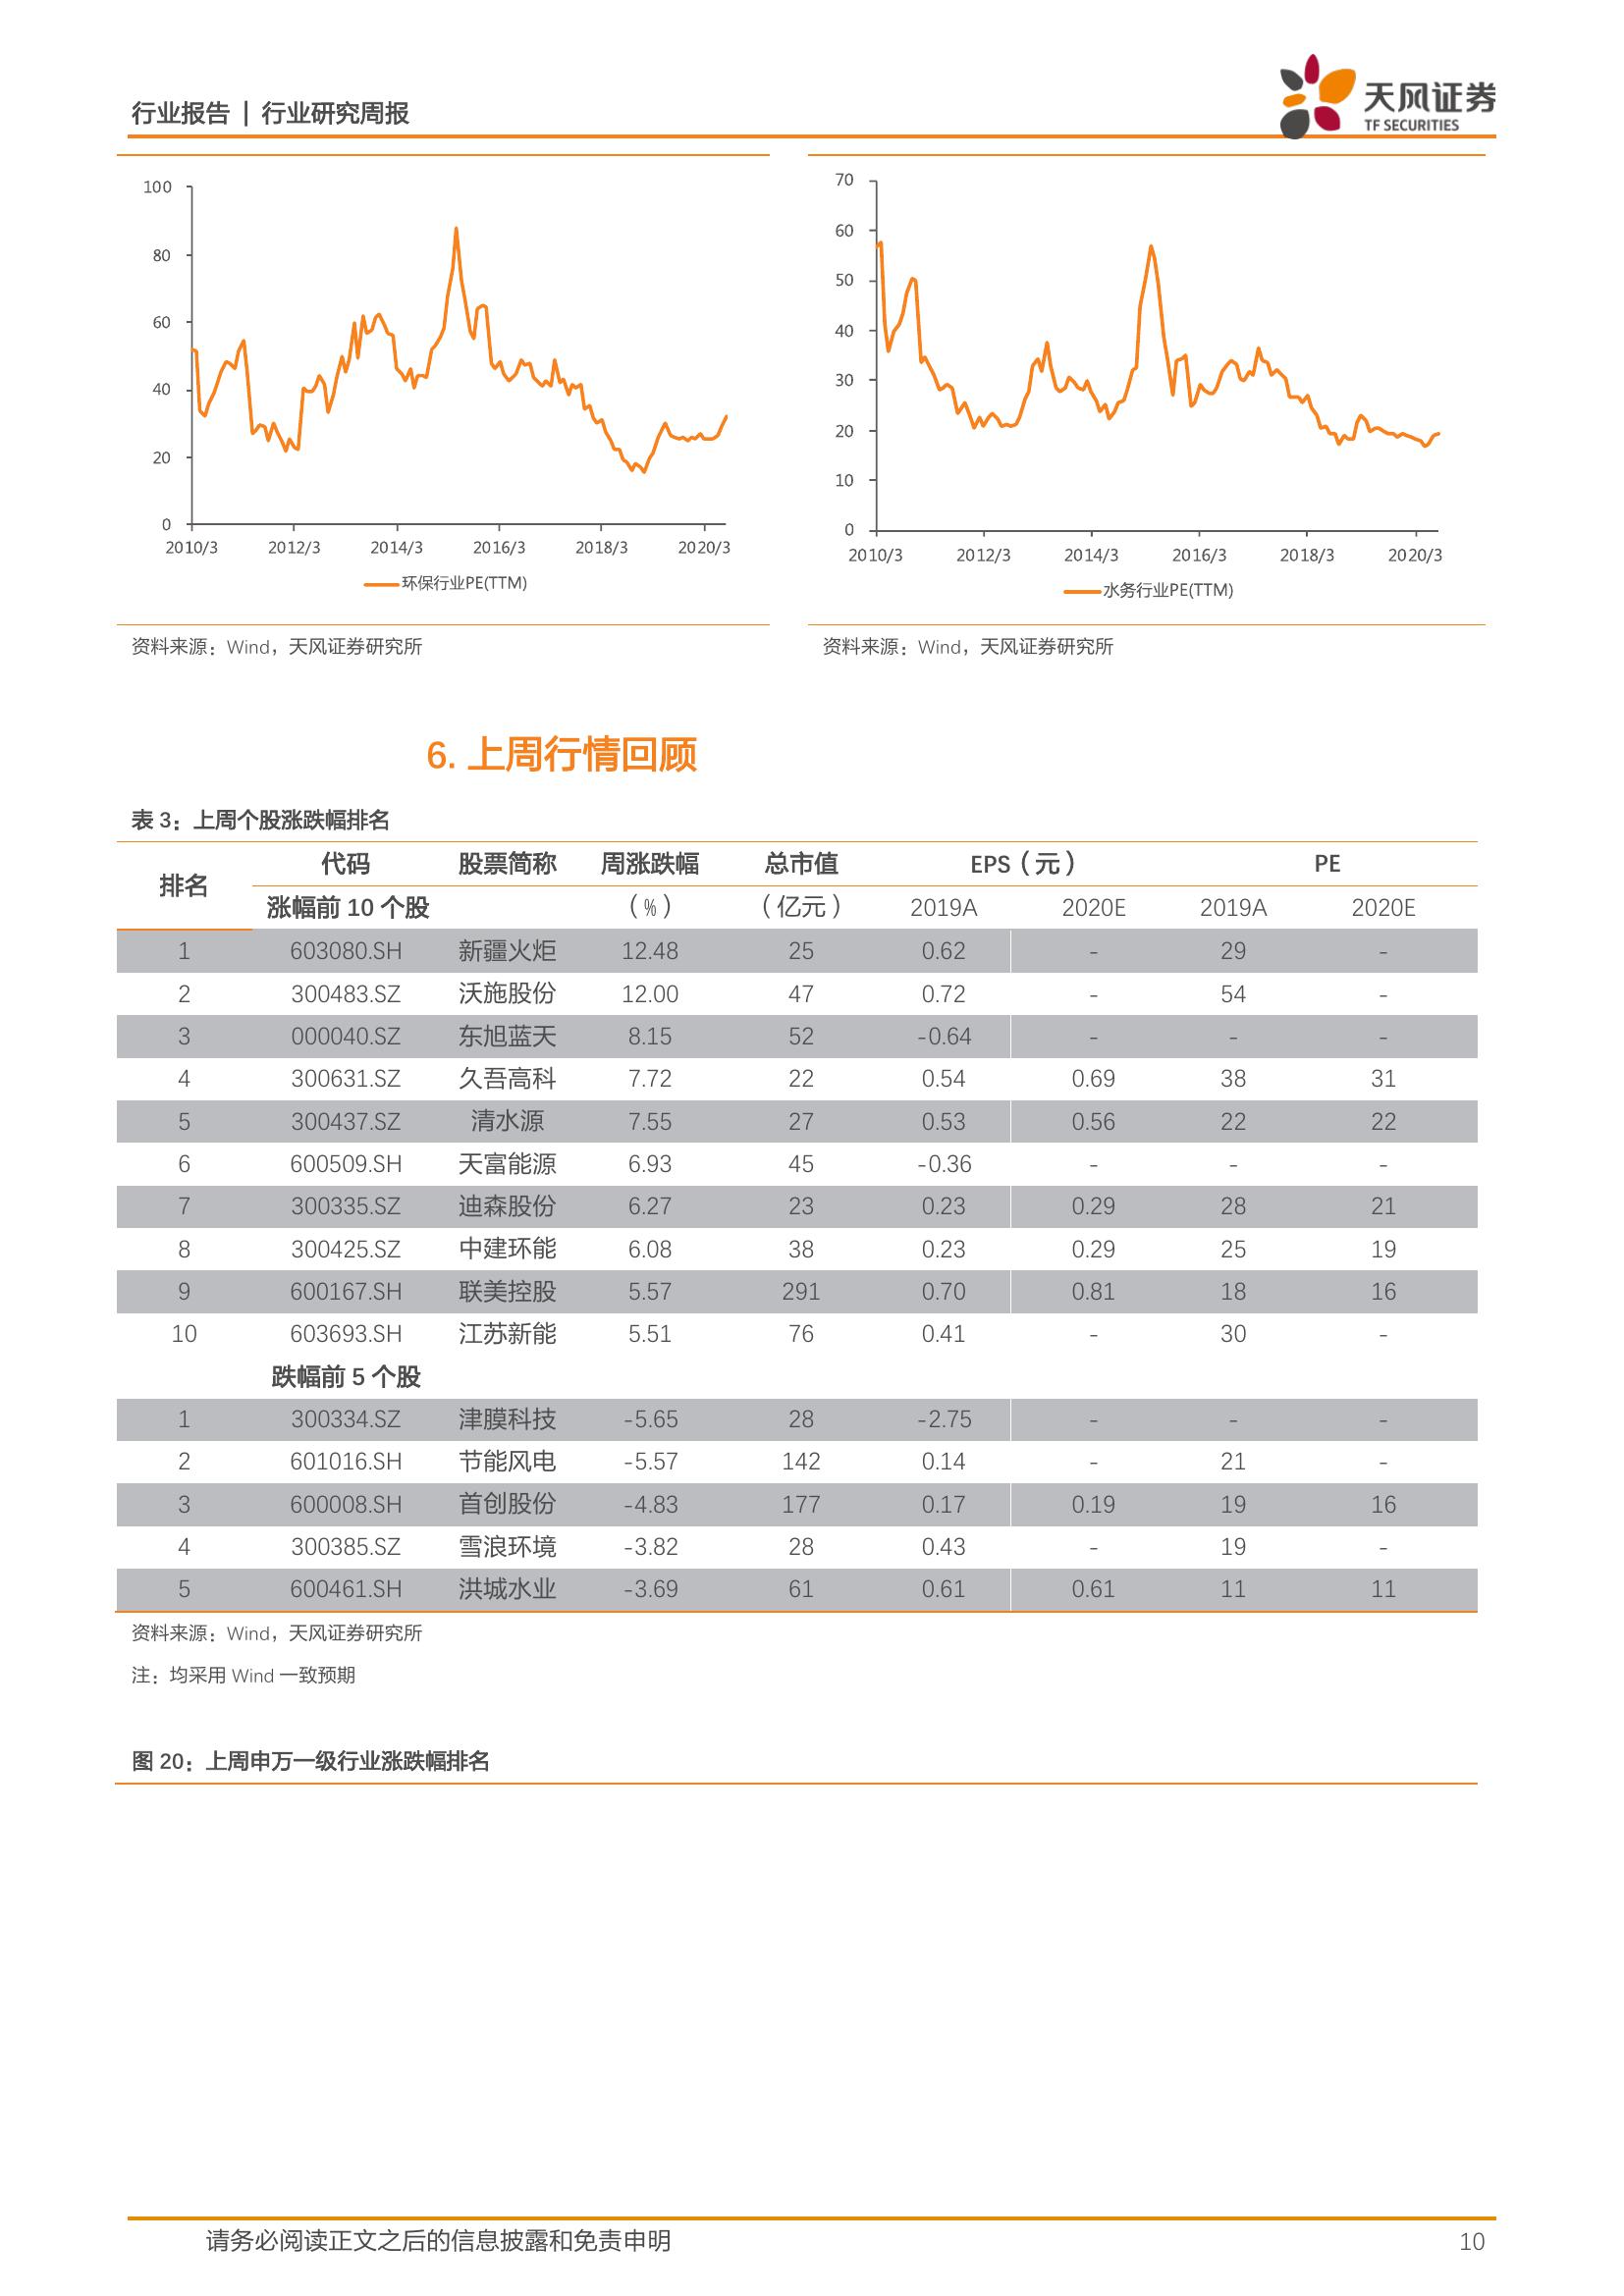 行业报告 | 行业研究周报
天风证券
TF SECURITIES
100
80
60
40
20
0
2010/3 2012/3 2014/3 2016/3 2018/3 2020/3
环保行业PE(TTM)
70
60
50
40
30
20
10
0
2010/3 2012/3 2014/3 2016/3 2018/3 2020/3
水务行业PE(TTM)
资料来源：Wind，天风证券研究所
资料来源：Wind，天风证券研究所
6. 上周行情回顾
表 3：上周个股涨跌幅排名
排名 代码 股票简称 周涨跌幅 总市值 EPS（元） PE
涨幅前 10 个股 （%） （亿元） 2019A 2020E 2019A 2020E
1 603080.SH 新疆火炬 12.48 25 0.62 - 29 -
2 300483.SZ 沃施股份 12.00 47 0.72 - 54 -
3 000040.SZ 东旭蓝天 8.15 52 -0.64 - - -
4 300631.SZ 久吾高科 7.72 22 0.54 0.69 38 31
5 300437.SZ 清水源 7.55 27 0.53 0.56 22 22
6 600509.SH 天富能源 6.93 45 -0.36 - - -
7 300335.SZ 迪森股份 6.27 23 0.23 0.29 28 21
8 300425.SZ 中建环能 6.08 38 0.23 0.29 25 19
9 600167.SH 联美控股 5.57 291 0.70 0.81 18 16
10 603693.SH 江苏新能 5.51 76 0.41 - 30 -
跌幅前 5 个股
1 300334.SZ 津膜科技 -5.65 28 -2.75 - - -
2 601016.SH 节能风电 -5.57 142 0.14 - 21 -
3 600008.SH 首创股份 -4.83 177 0.17 0.19 19 16
4 300385.SZ 雪浪环境 -3.82 28 0.43 - 19 -
5 600461.SH 洪城水业 -3.69 61 0.61 0.61 11 11
资料来源：Wind，天风证券研究所
注：均采用 Wind 一致预期
图 20：上周申万一级行业涨跌幅排名
请务必阅读正文之后的信息披露和免责申明 10